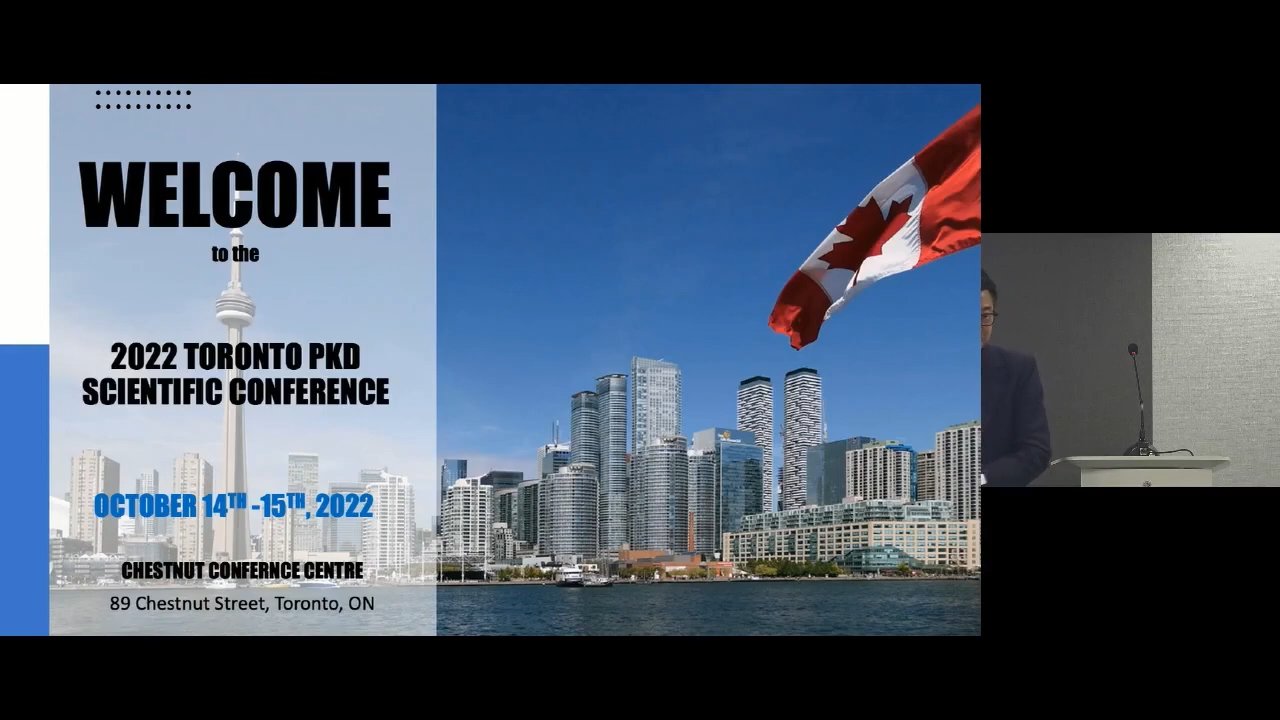 WELCOME
to the
2022 TORONTO PKD
SCIENTIFIC CONFERENCE
OCTOBER 14TH -15TH, 2022
CHESTNUT CONFERNCE CENTRE
89 Chestnut Street, Toronto, ON